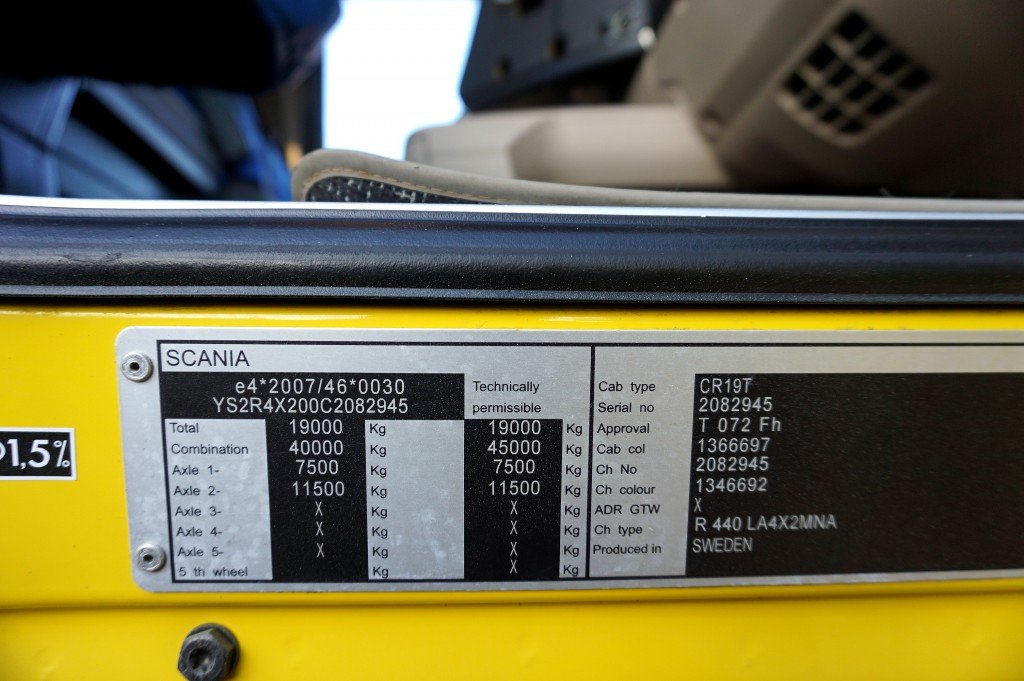 1,5%
SCANIA
e4*2007/46*0030
YS2R4X200C2082945
Technically
permissible
Total 19000 Kg 19000 Kg
Combination 40000 Kg 45000 Kg
Axle 1- 7500 Kg 7500 Kg
Axle 2- 11500 Kg 11500 Kg
Axle 3- X Kg X Kg
Axle 4- X Kg X Kg
Axle 5- X Kg X Kg
5 th wheel Kg X Kg
Cab type CR19T
Serial no 2082945
Approval T 072 Fh
Cab col 1366697
Ch No 2082945
Ch colour 1346692
ADR GTW X
Ch type R 440 LA4X2MNA
Produced in SWEDEN